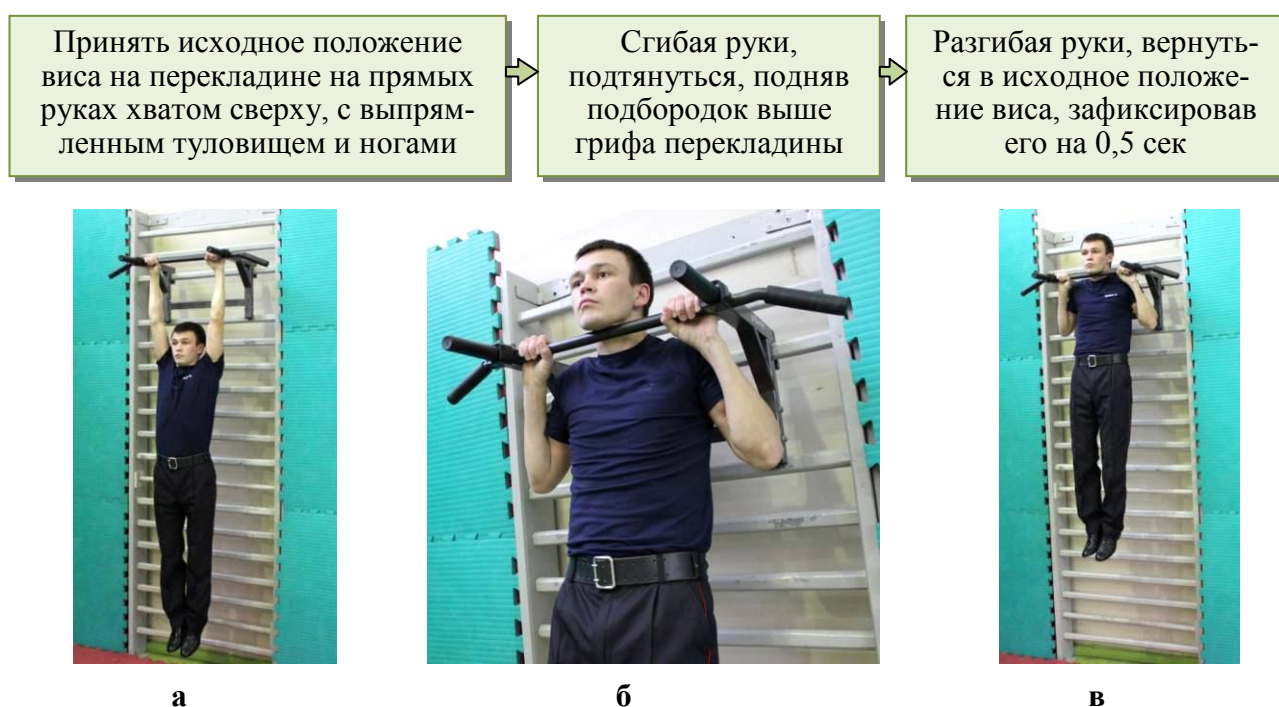 Принять исходное положение
виса на перекладине на прямых
руках хватом сверху, с выпрям-
ленным туловищем и ногами
Сгибая руки,
подтянуться, подняв
подбородок выше
грифа перекладины
Разгибая руки, вернуть-
ся в исходное положе-
ние виса, зафиксировав
его на 0,5 сек
а
б
в